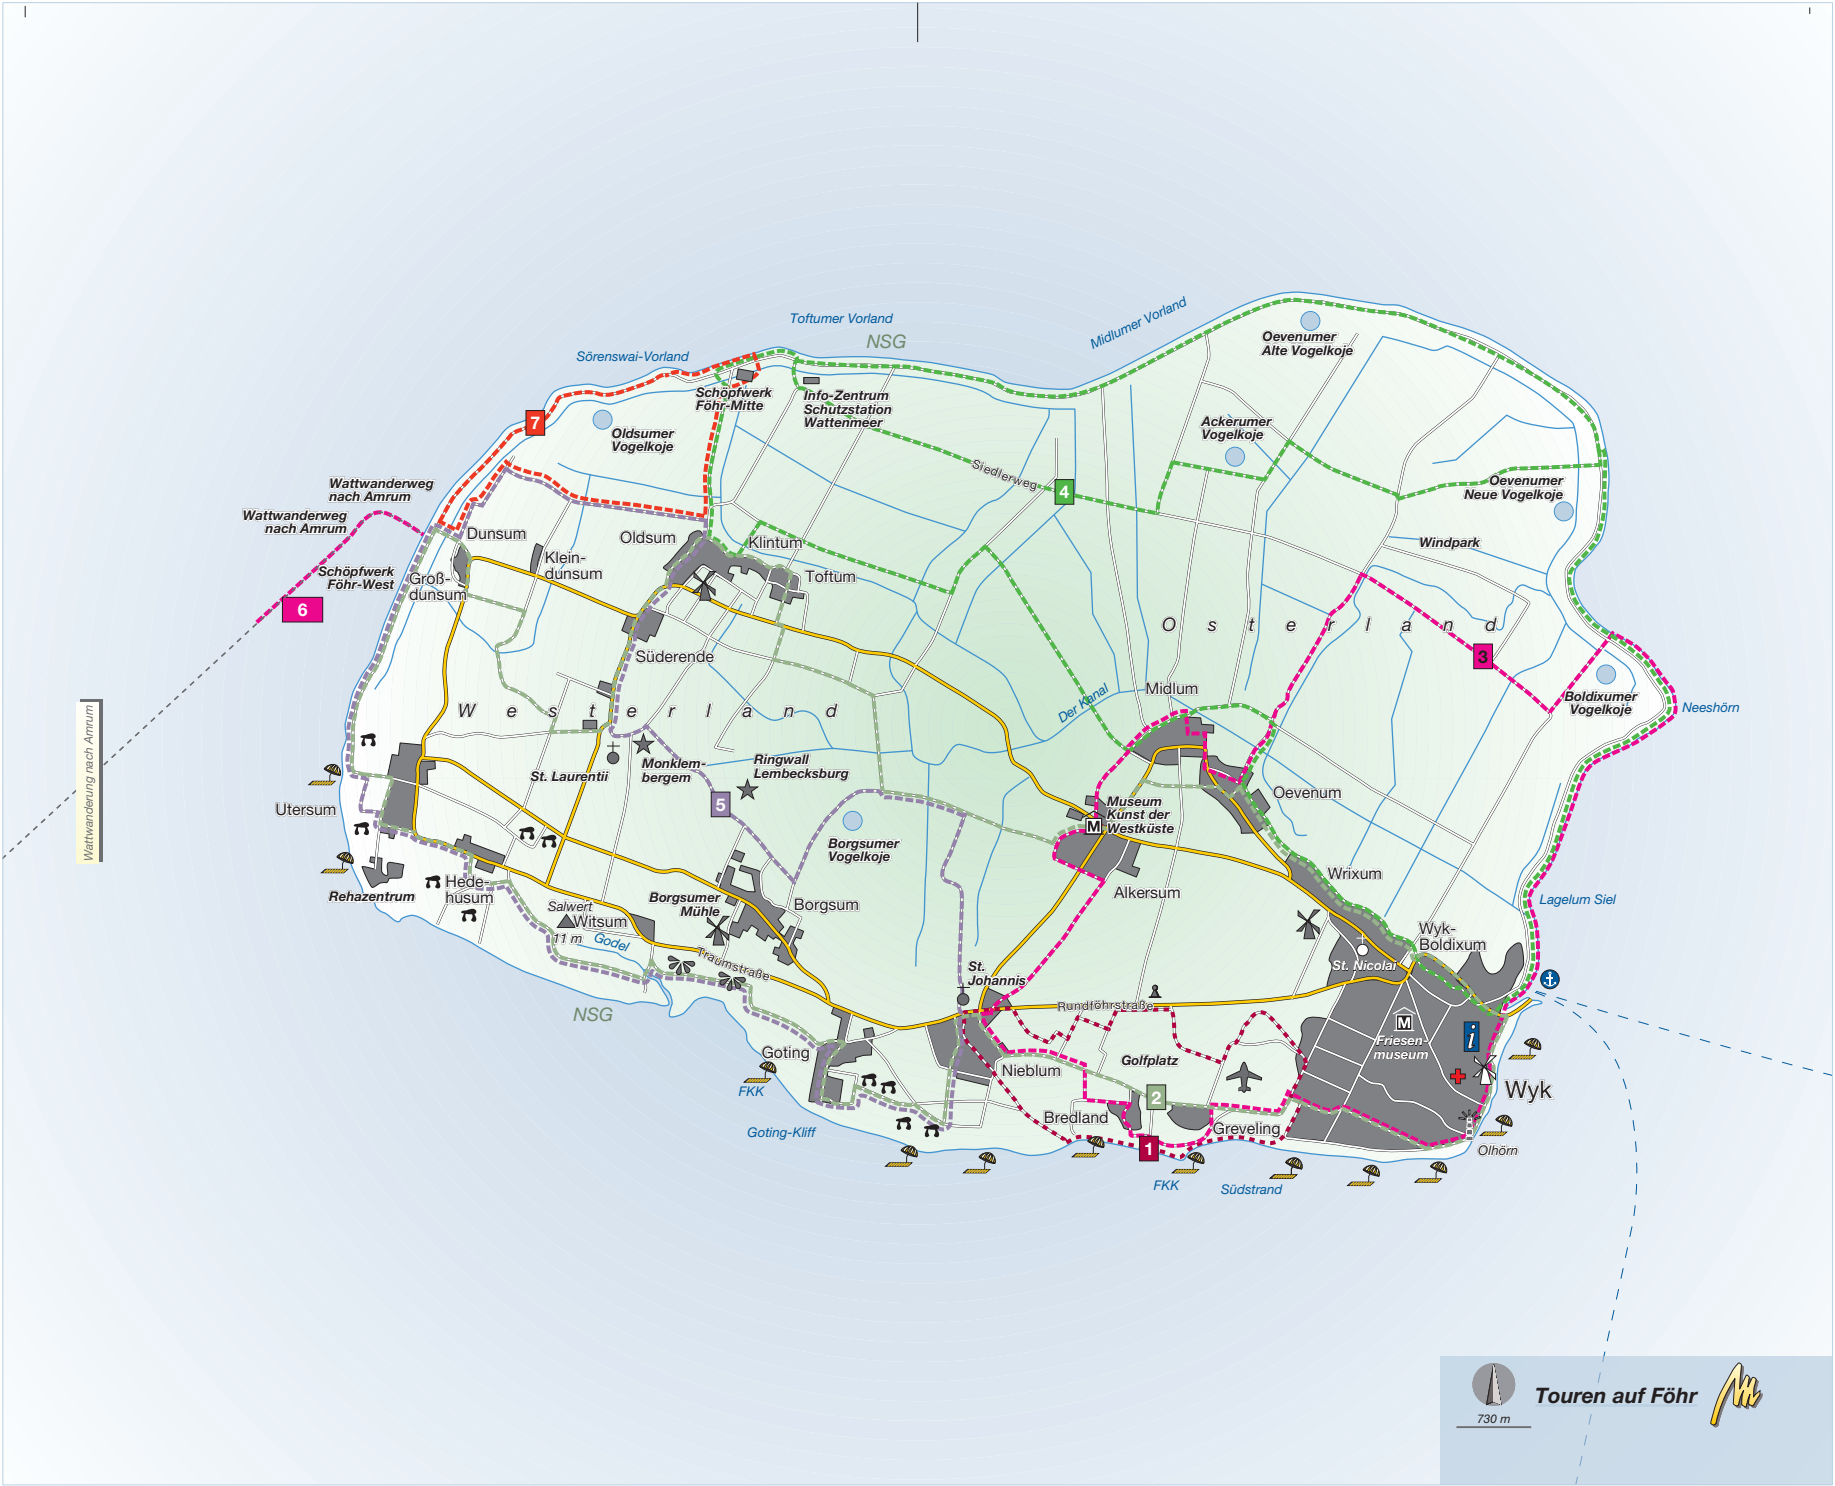 Toftumer Vorland
NSG
Midlumer Vorland
Sörenswai-Vorland
Oevenumer
Alte Vogelkoje
Schöpfwerk
Föhr-Mitte
Info-Zentrum
Schutzstation
Wattenmeer
7
Oldsumer
Vogelkoje
Ackerumer
Vogelkoje
Siedlerweg
4
Oevenumer
Neue Vogelkoje
Wattwanderweg
nach Amrum
Wattwanderweg
nach Amrum
Dunsum
Oldsum
Klintum
Windpark
Klein-
dunsum
Toftum
Schöpfwerk
Föhr-West
Groß-
dunsum
6
Osterland
3
Süderende
Midlum
Der Kanal
Boldixumer
Vogelkoje
Neeshörn
Westerland
Wattwanderung nach Amrum
St. Laurentii
Monklem-
bergem
Ringwall
Lembecksburg
5
Utersum
Oevenum
Museum
Kunst der
Westküste
M
Borgsumer
Vogelkoje
Alkersum
Wrixum
Rehazentrum
Hede-
husum
Salwert
Witsum
11 m
Godel
Borgsumer
Mühle
Borgsum
Lagelum Siel
Wyk-
Boldixum
St. Nicolai
Traumstraße
St.
Johannis
NSG
Rundföhrstraße
M
Friesen-
museum
i
Goting
Nieblum
Golfplatz
FKK
2
Wyk
Bredland
Greveling
Goting-Kliff
1
Olhörn
FKK
Südstrand
730 m
Touren auf Föhr